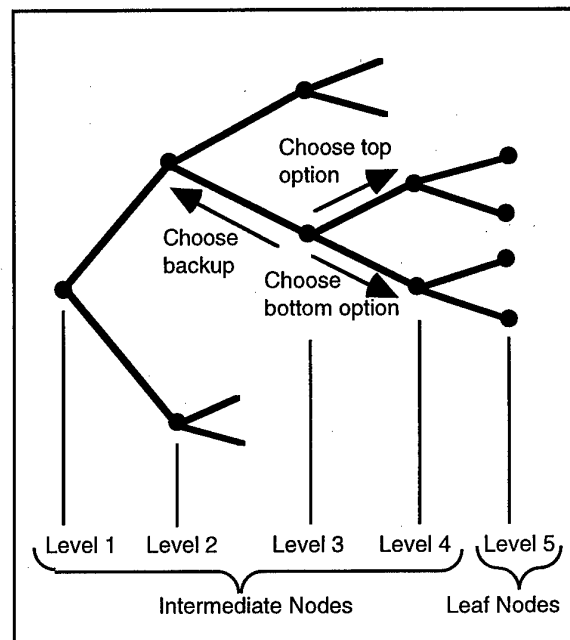 Choose top
option
Choose
backup
Choose
bottom option
Level 1 Level 2 Level 3 Level 4 Level 5
Intermediate Nodes Leaf Nodes